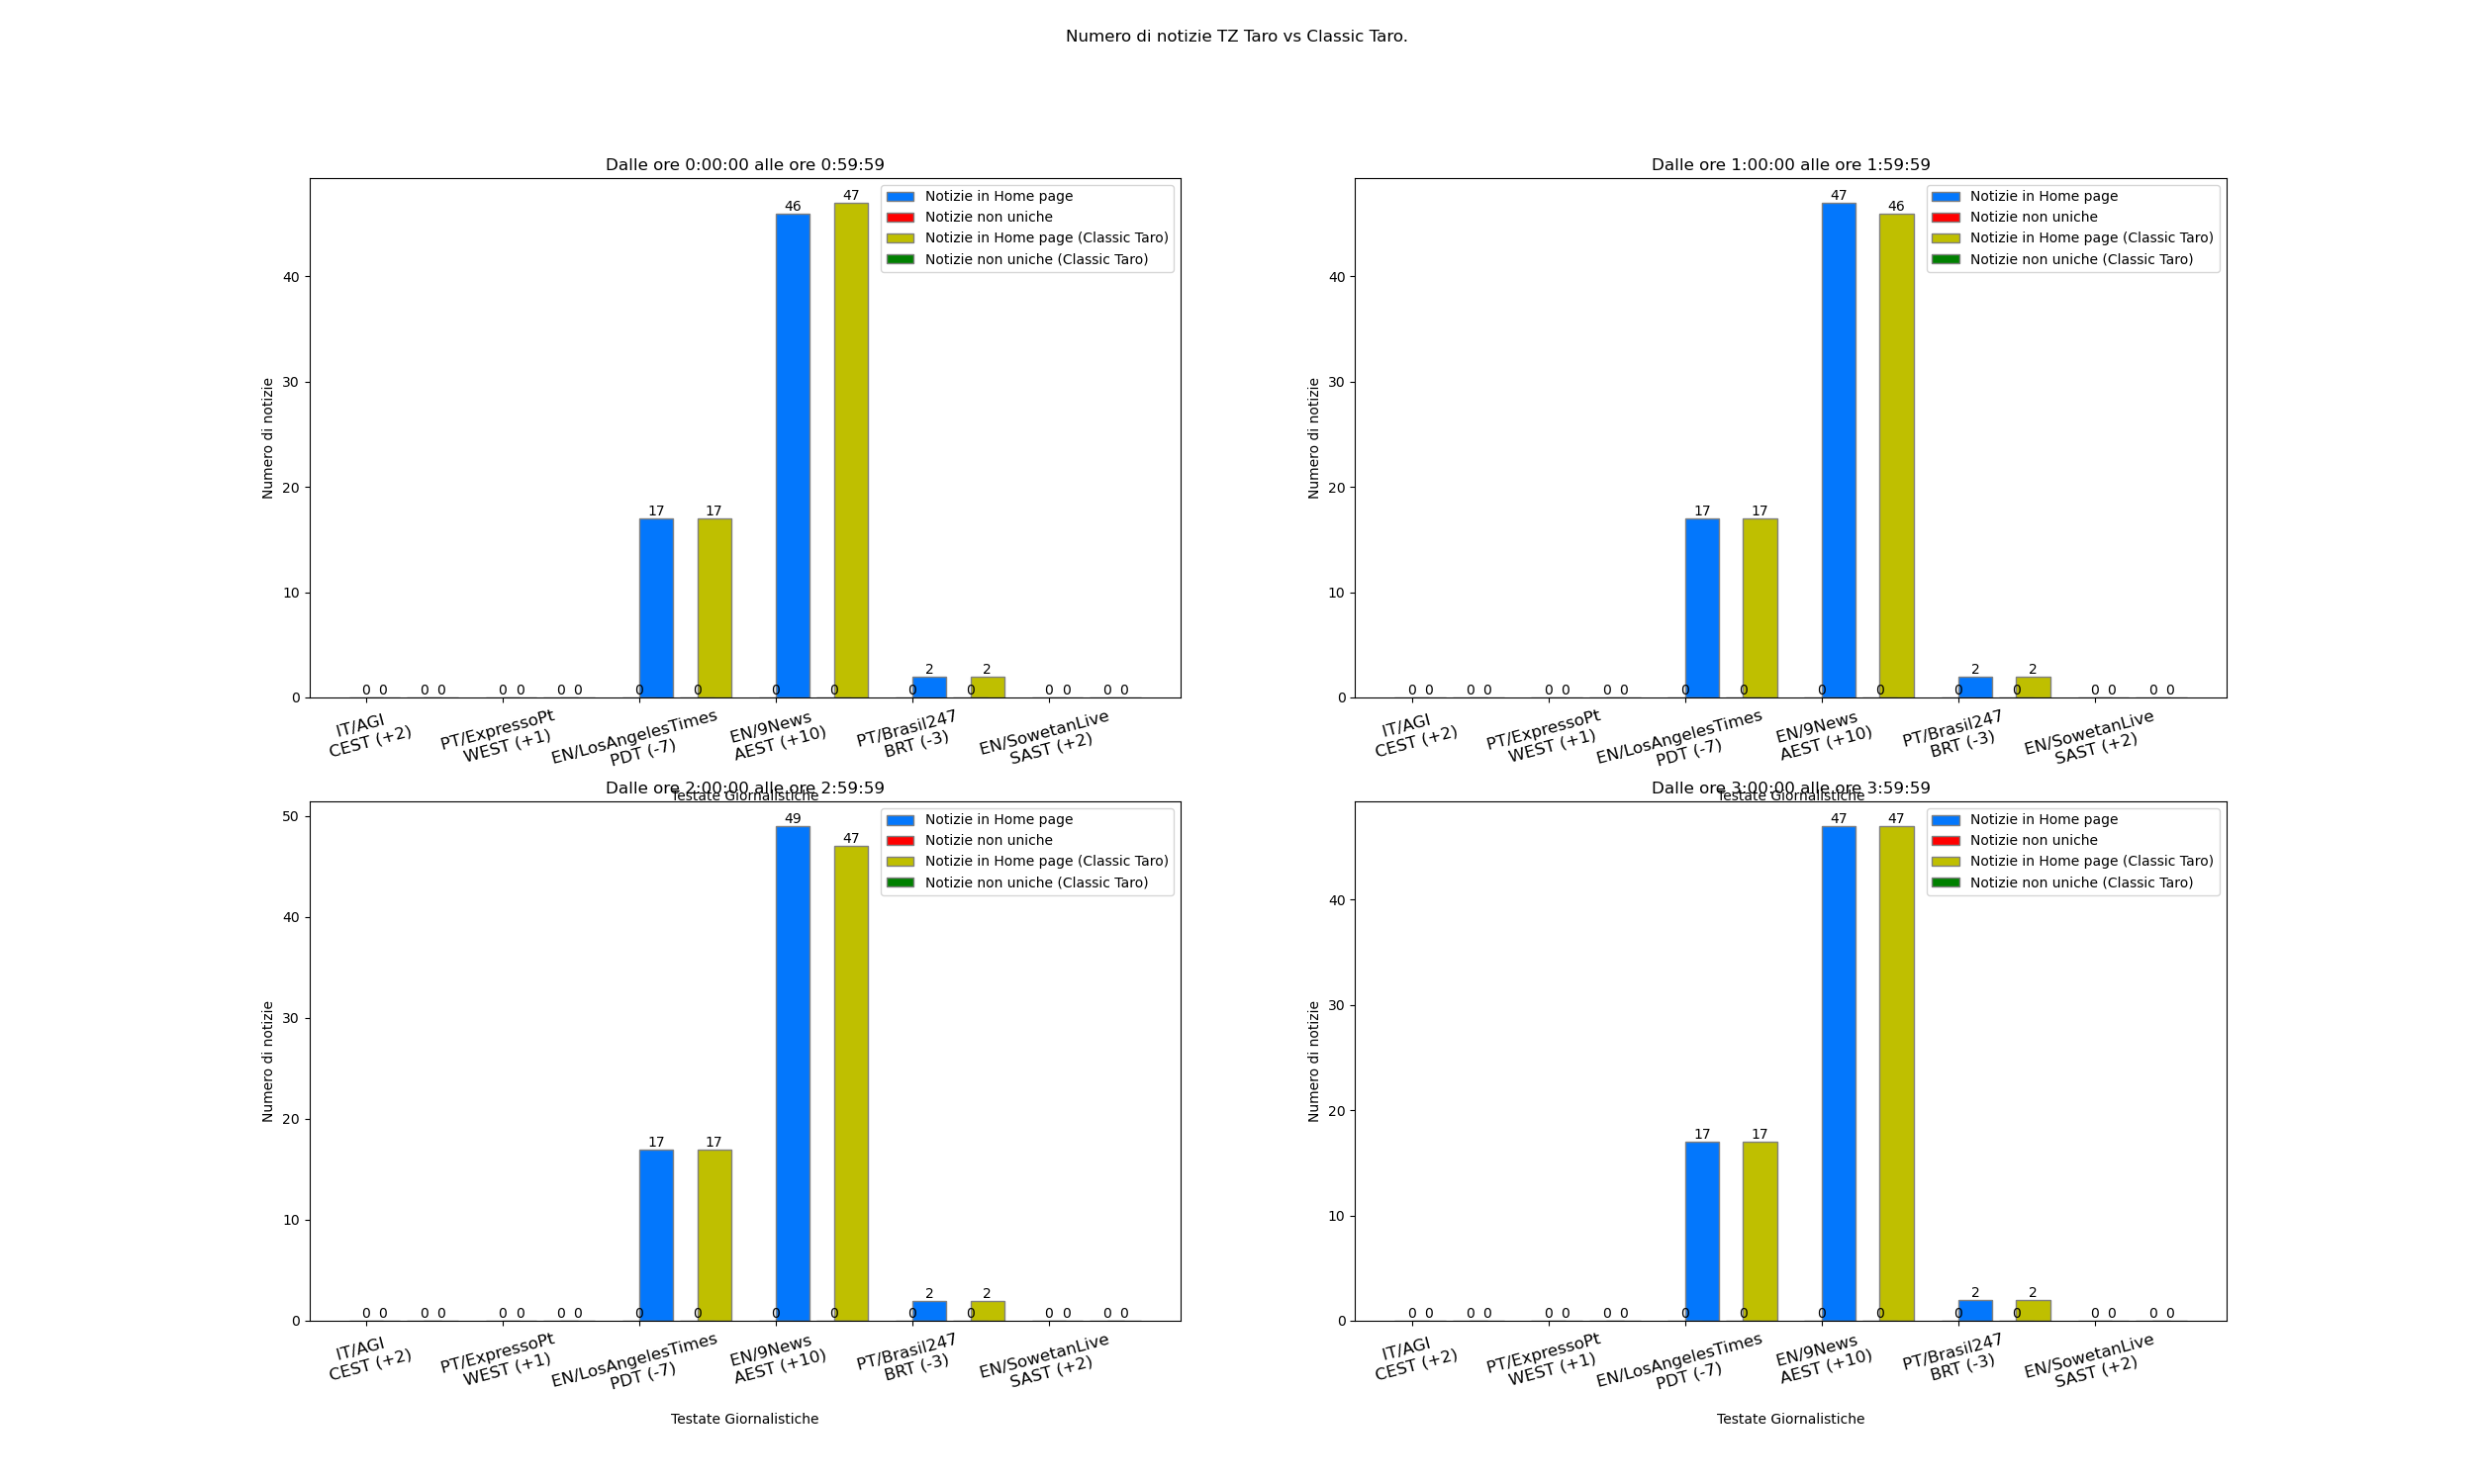 Numero di notizie TZ Taro vs Classic Taro.
Dalle ore 0:00:00 alle ore 0:59:59
Notizie in Home page
Notizie non uniche
Notizie in Home page (Classic Taro)
Notizie non uniche (Classic Taro)
Numero di notizie
40
30
20
10
0
17 17 46 47 2 2
0 0 0 0 0 0 0 0 0 0 0 0 0 0 0 0 0 0
IT/AGI
CEST (+2)
PT/ExpressoPt
WEST (+1)
EN/LosAngelesTimes
PDT (-7)
EN/9News
AEST (+10)
PT/Brasil247
BRT (-3)
EN/SowetanLive
SAST (+2)
Testate Giornalistiche
Dalle ore 1:00:00 alle ore 1:59:59
Notizie in Home page
Notizie non uniche
Notizie in Home page (Classic Taro)
Notizie non uniche (Classic Taro)
Numero di notizie
40
30
20
10
0
17 17 47 46 2 2
0 0 0 0 0 0 0 0 0 0 0 0 0 0 0 0 0 0
IT/AGI
CEST (+2)
PT/ExpressoPt
WEST (+1)
EN/LosAngelesTimes
PDT (-7)
EN/9News
AEST (+10)
PT/Brasil247
BRT (-3)
EN/SowetanLive
SAST (+2)
Testate Giornalistiche
Dalle ore 2:00:00 alle ore 2:59:59
Notizie in Home page
Notizie non uniche
Notizie in Home page (Classic Taro)
Notizie non uniche (Classic Taro)
Numero di notizie
50
40
30
20
10
0
17 17 49 47 2 2
0 0 0 0 0 0 0 0 0 0 0 0 0 0 0 0 0 0
IT/AGI
CEST (+2)
PT/ExpressoPt
WEST (+1)
EN/LosAngelesTimes
PDT (-7)
EN/9News
AEST (+10)
PT/Brasil247
BRT (-3)
EN/SowetanLive
SAST (+2)
Testate Giornalistiche
Dalle ore 3:00:00 alle ore 3:59:59
Notizie in Home page
Notizie non uniche
Notizie in Home page (Classic Taro)
Notizie non uniche (Classic Taro)
Numero di notizie
40
30
20
10
0
17 17 47 47 2 2
0 0 0 0 0 0 0 0 0 0 0 0 0 0 0 0 0 0
IT/AGI
CEST (+2)
PT/ExpressoPt
WEST (+1)
EN/LosAngelesTimes
PDT (-7)
EN/9News
AEST (+10)
PT/Brasil247
BRT (-3)
EN/SowetanLive
SAST (+2)
Testate Giornalistiche